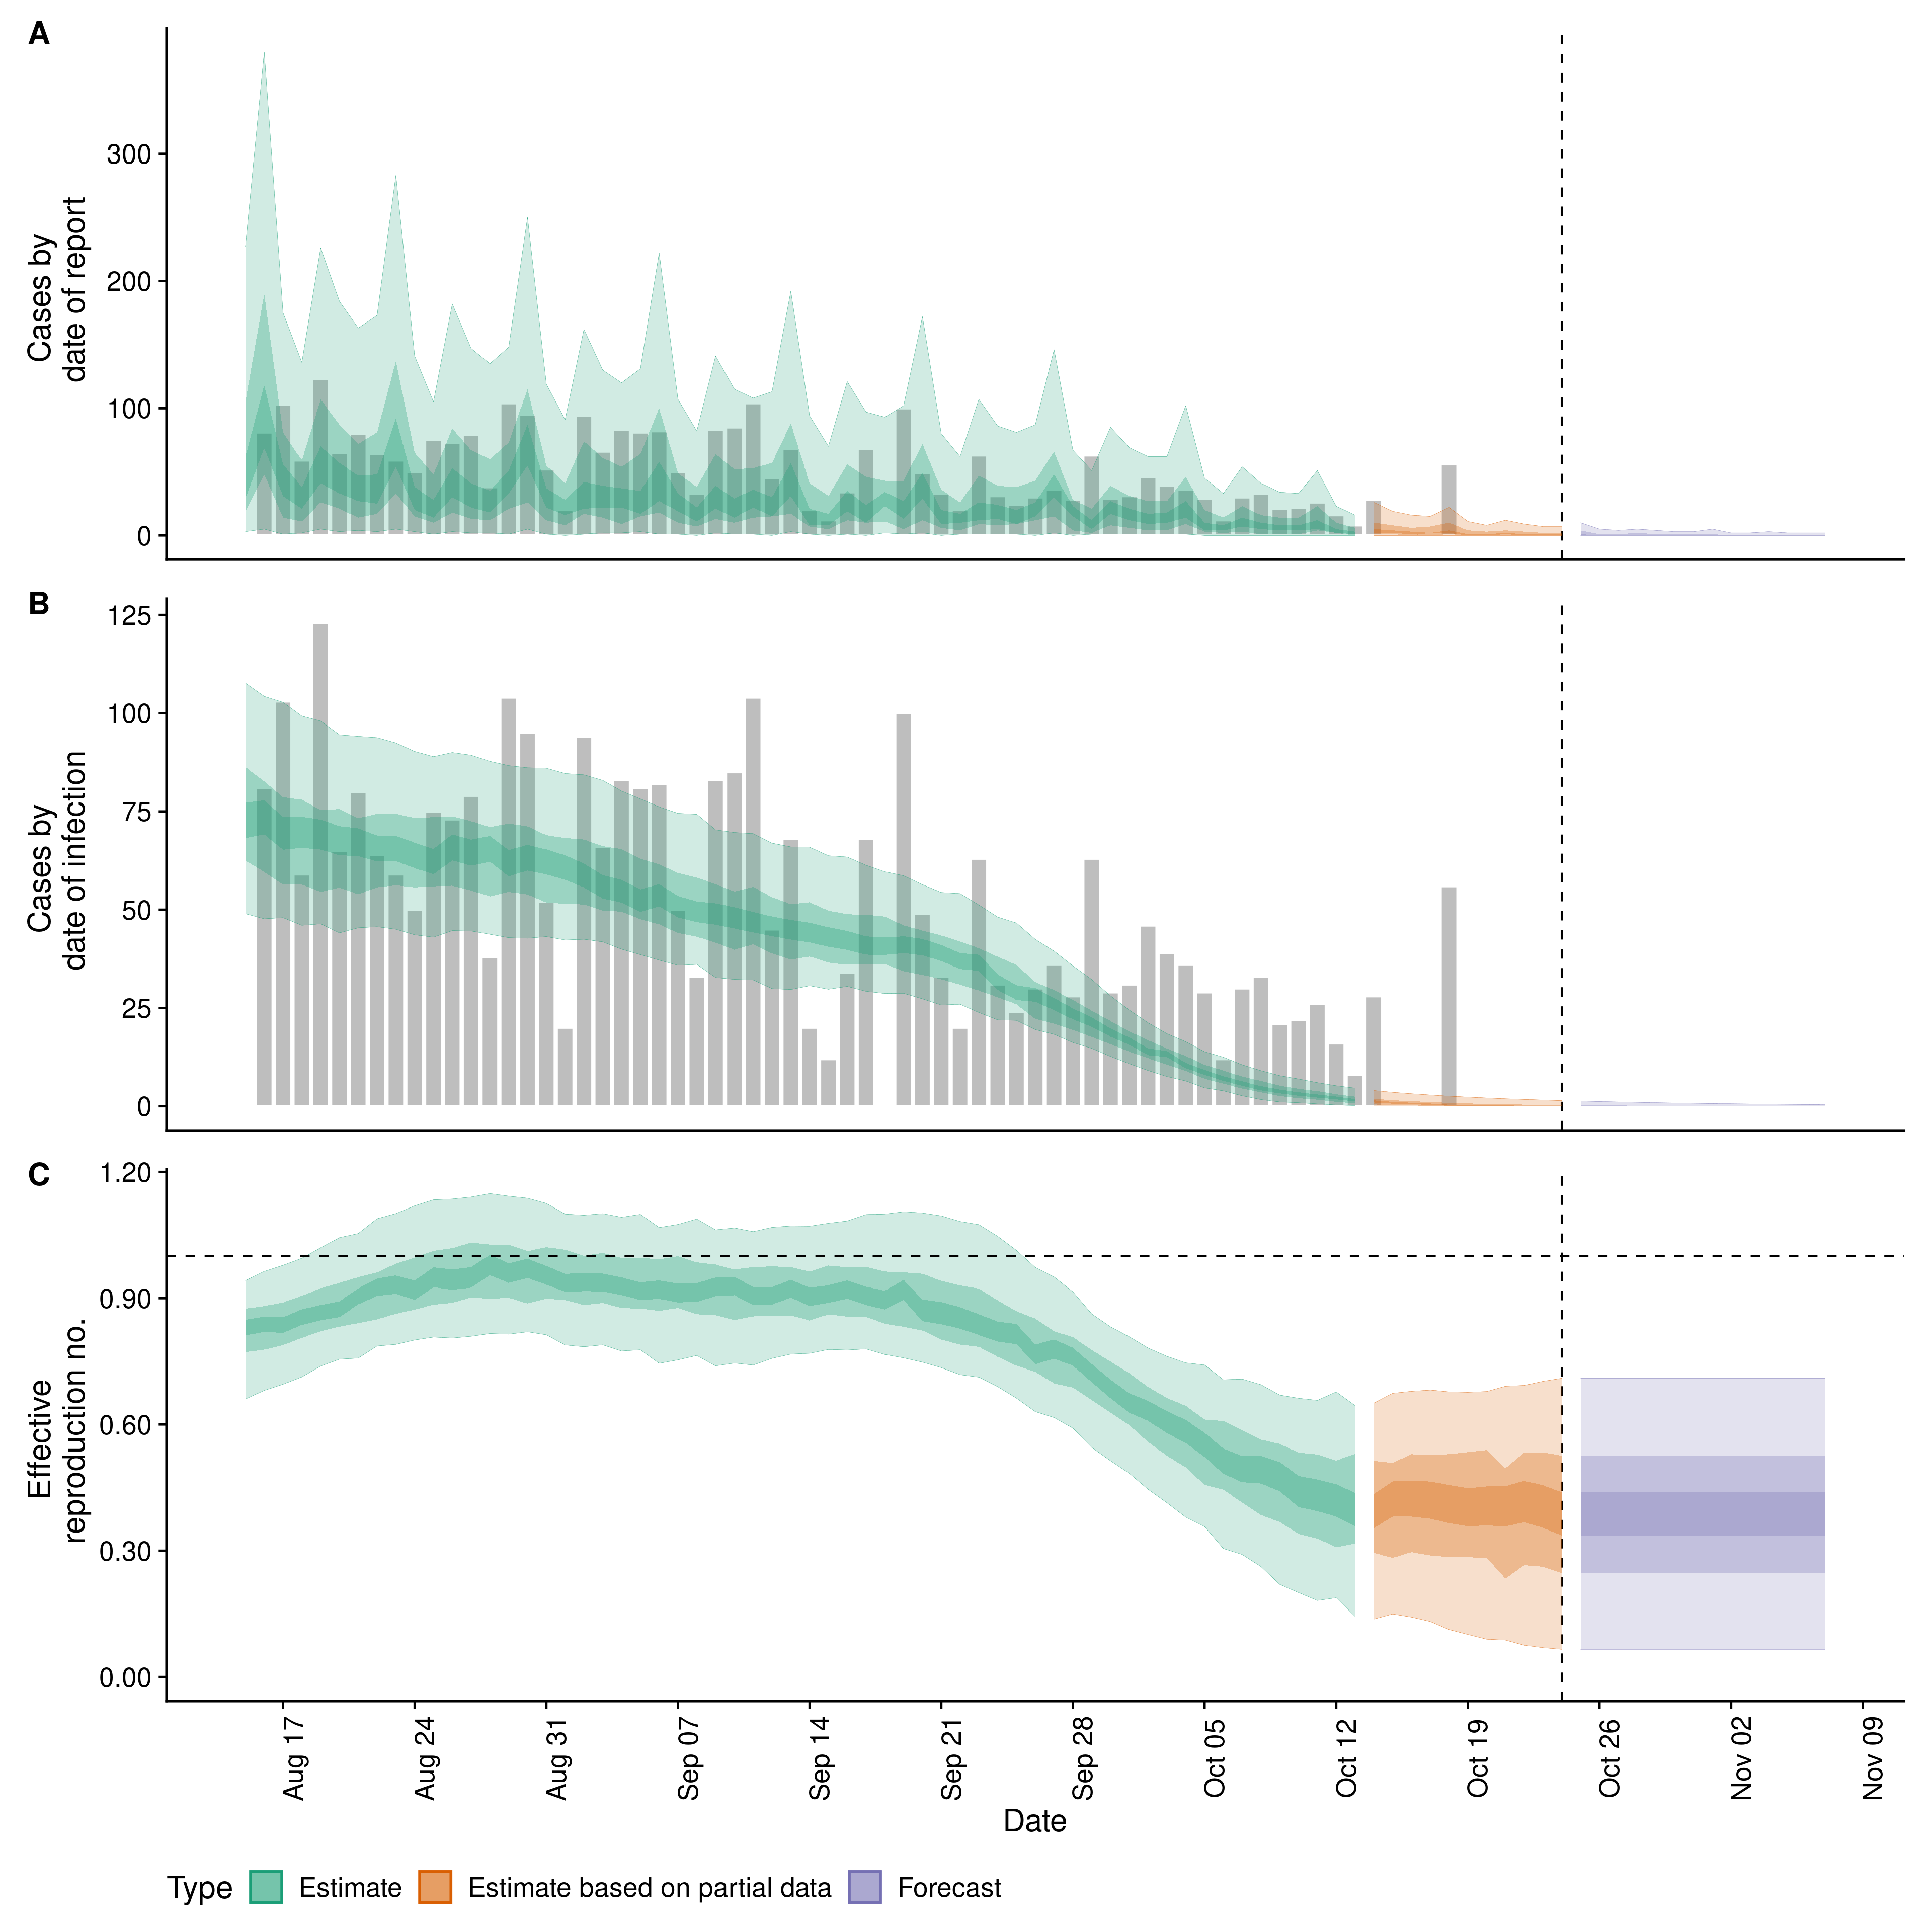 A
Cases by
date of report
300
200
100
0
B
Cases by
date of infection
125
100
75
50
25
0
C
Effective
reproduction no.
1.20
0.90
0.60
0.30
0.00
Aug 17
Aug 24
Aug 31
Sep 07
Sep 14
Sep 21
Sep 28
Oct 05
Oct 12
Oct 19
Oct 26
Nov 02
Nov 09
Date
Type Estimate Estimate based on partial data Forecast